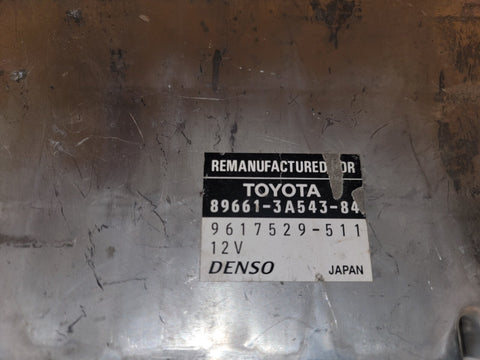 REMANUFACTURED FOR
TOYOTA
89661-3A543-84
9617529-511
12V
DENSO JAPAN